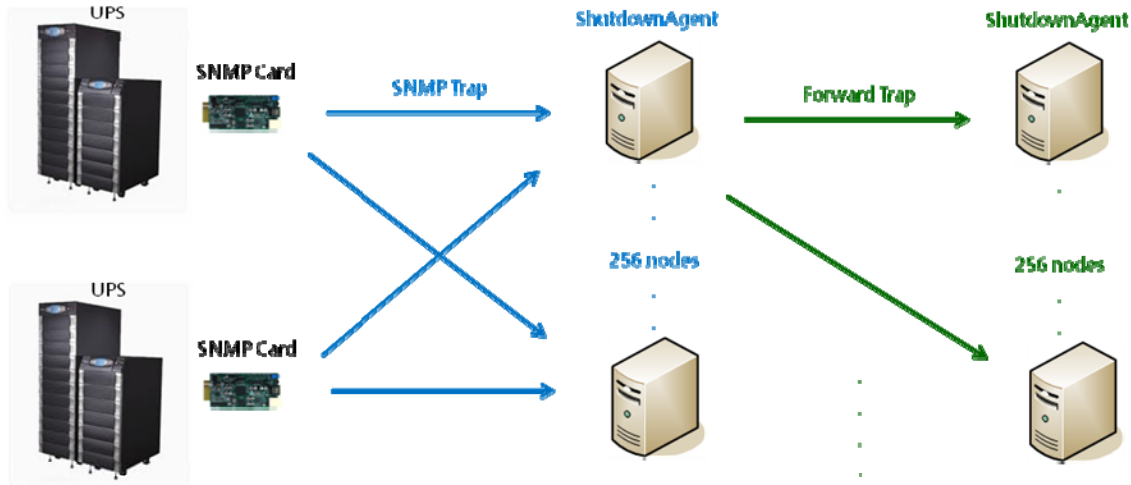 UPS
ShutdownAgent
ShutdownAgent
SNMP Card
SNMP Trap
Forward Trap
256 nodes
256 nodes
UPS
SNMP Card